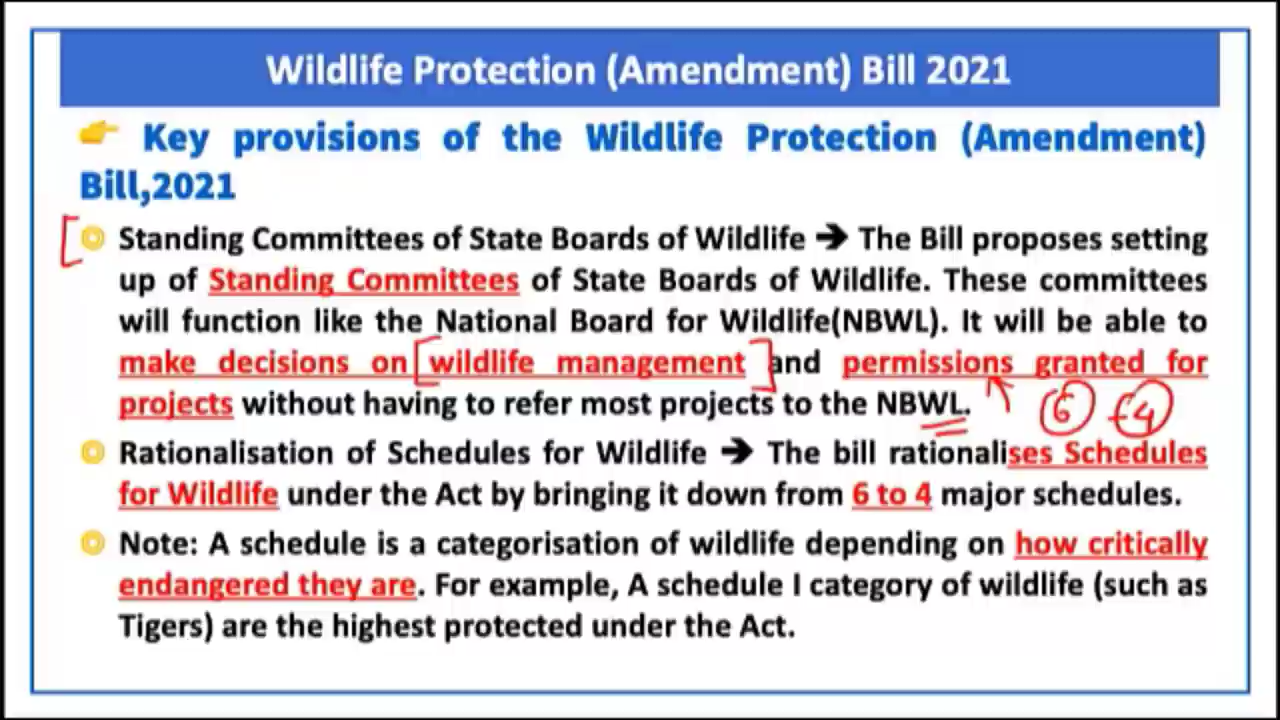 Wildlife Protection (Amendment) Bill 2021
Key provisions of the Wildlife Protection (Amendment)
Bill,2021
Standing Committees of State Boards of Wildlife ➔ The Bill proposes setting
up of Standing Committees of State Boards of Wildlife. These committees
will function like the National Board for Wildlife(NBWL). It will be able to
make decisions on wildlife management and permissions granted for
projects without having to refer most projects to the NBWL.
6 4
Rationalisation of Schedules for Wildlife ➔ The bill rationalises Schedules
for Wildlife under the Act by bringing it down from 6 to 4 major schedules.
Note: A schedule is a categorisation of wildlife depending on how critically
endangered they are. For example, A schedule I category of wildlife (such as
Tigers) are the highest protected under the Act.